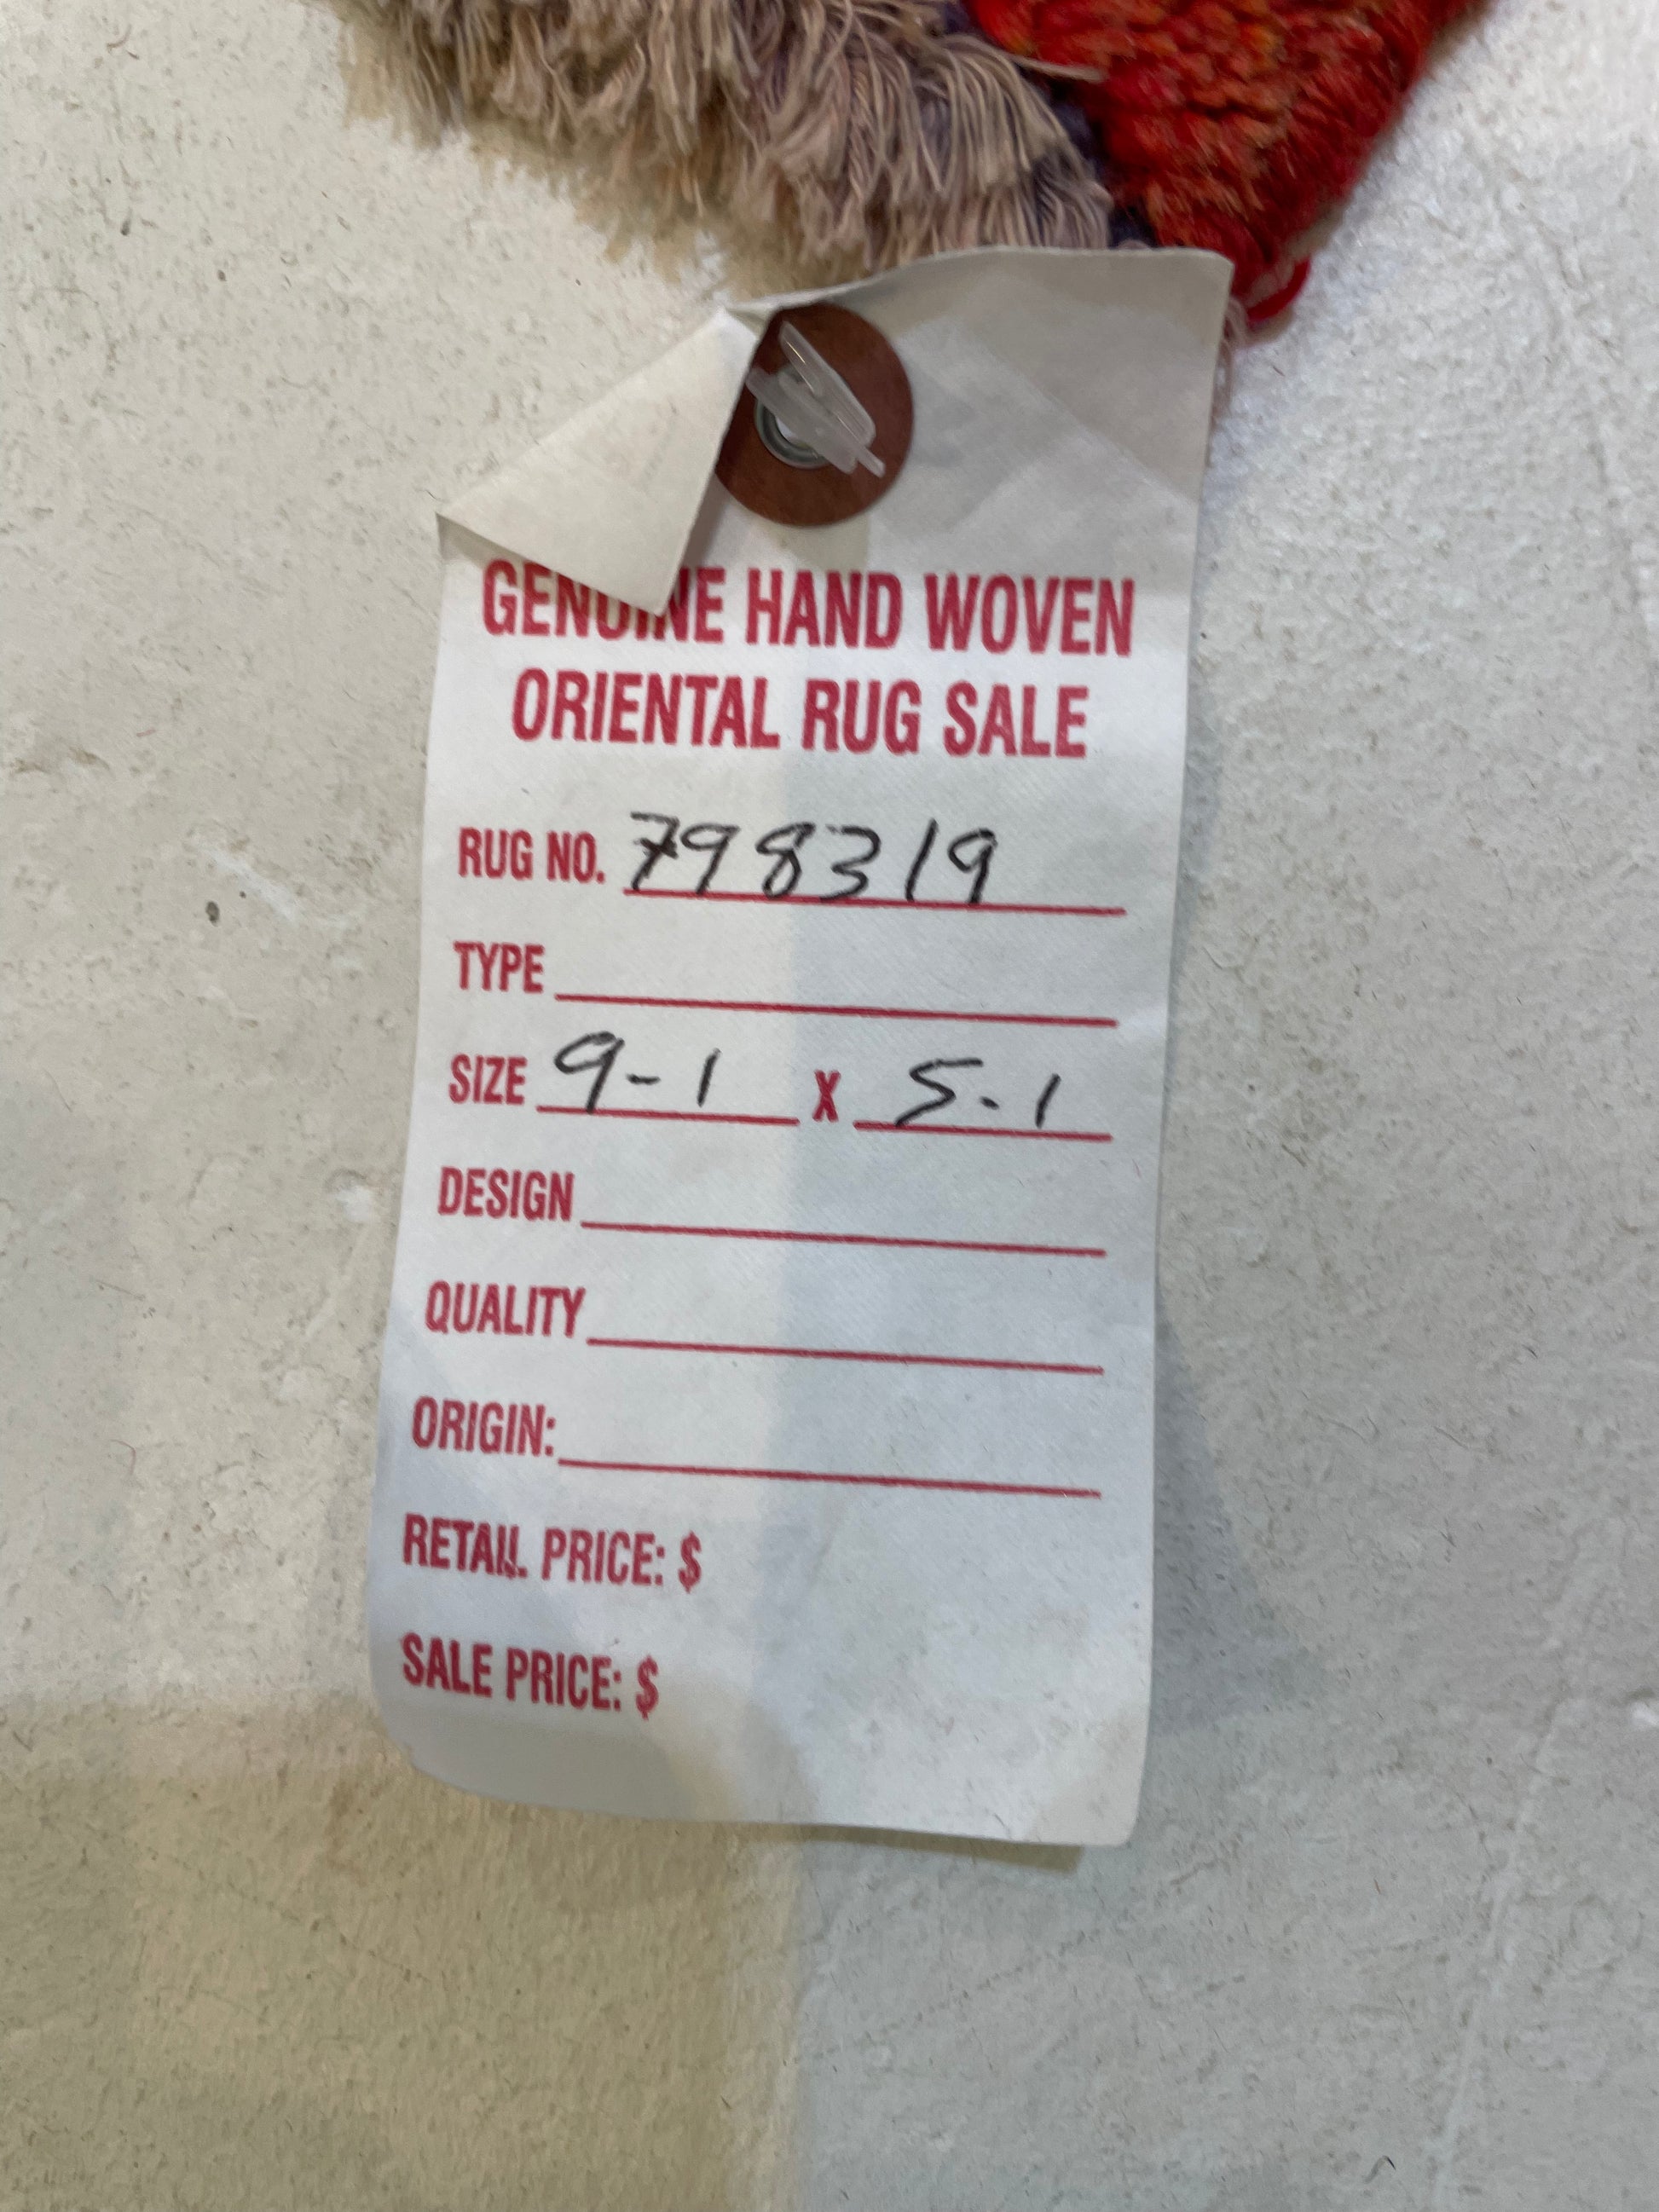 GENUINE HAND WOVEN
ORIENTAL RUG SALE
RUG NO. 798319
TYPE
SIZE 9-1 X 5.1
DESIGN
QUALITY
ORIGIN:
RETAIL PRICE: $
SALE PRICE: $